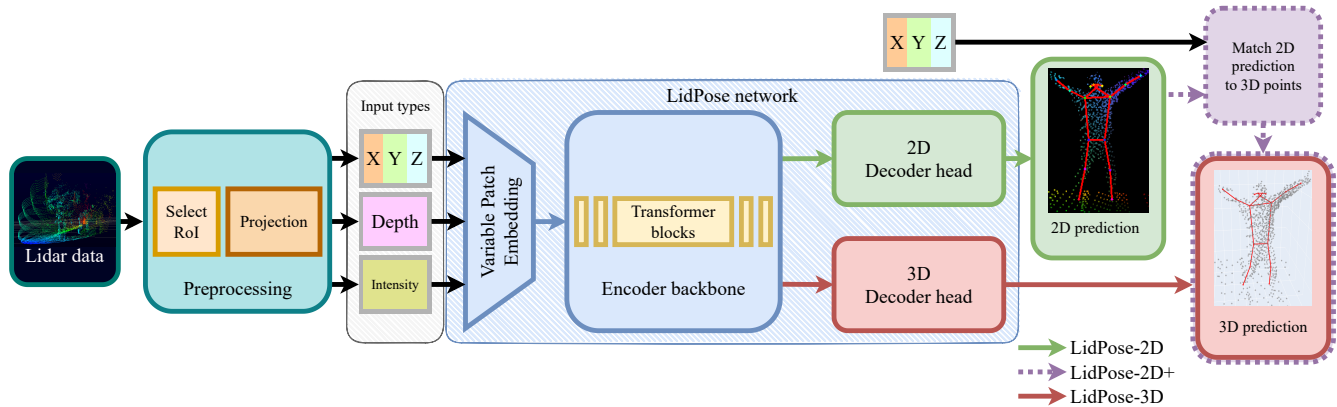 X Y Z
Match 2D
prediction
to 3D points
Input types
LidPose network
X Y Z
Depth
Intensity
Lidar data
Select
RoI
Projection
Preprocessing
Variable Patch
Embedding
Transformer
blocks
Encoder backbone
2D
Decoder head
3D
Decoder head
2D prediction
3D prediction
LidPose-2D
LidPose-2D+
LidPose-3D